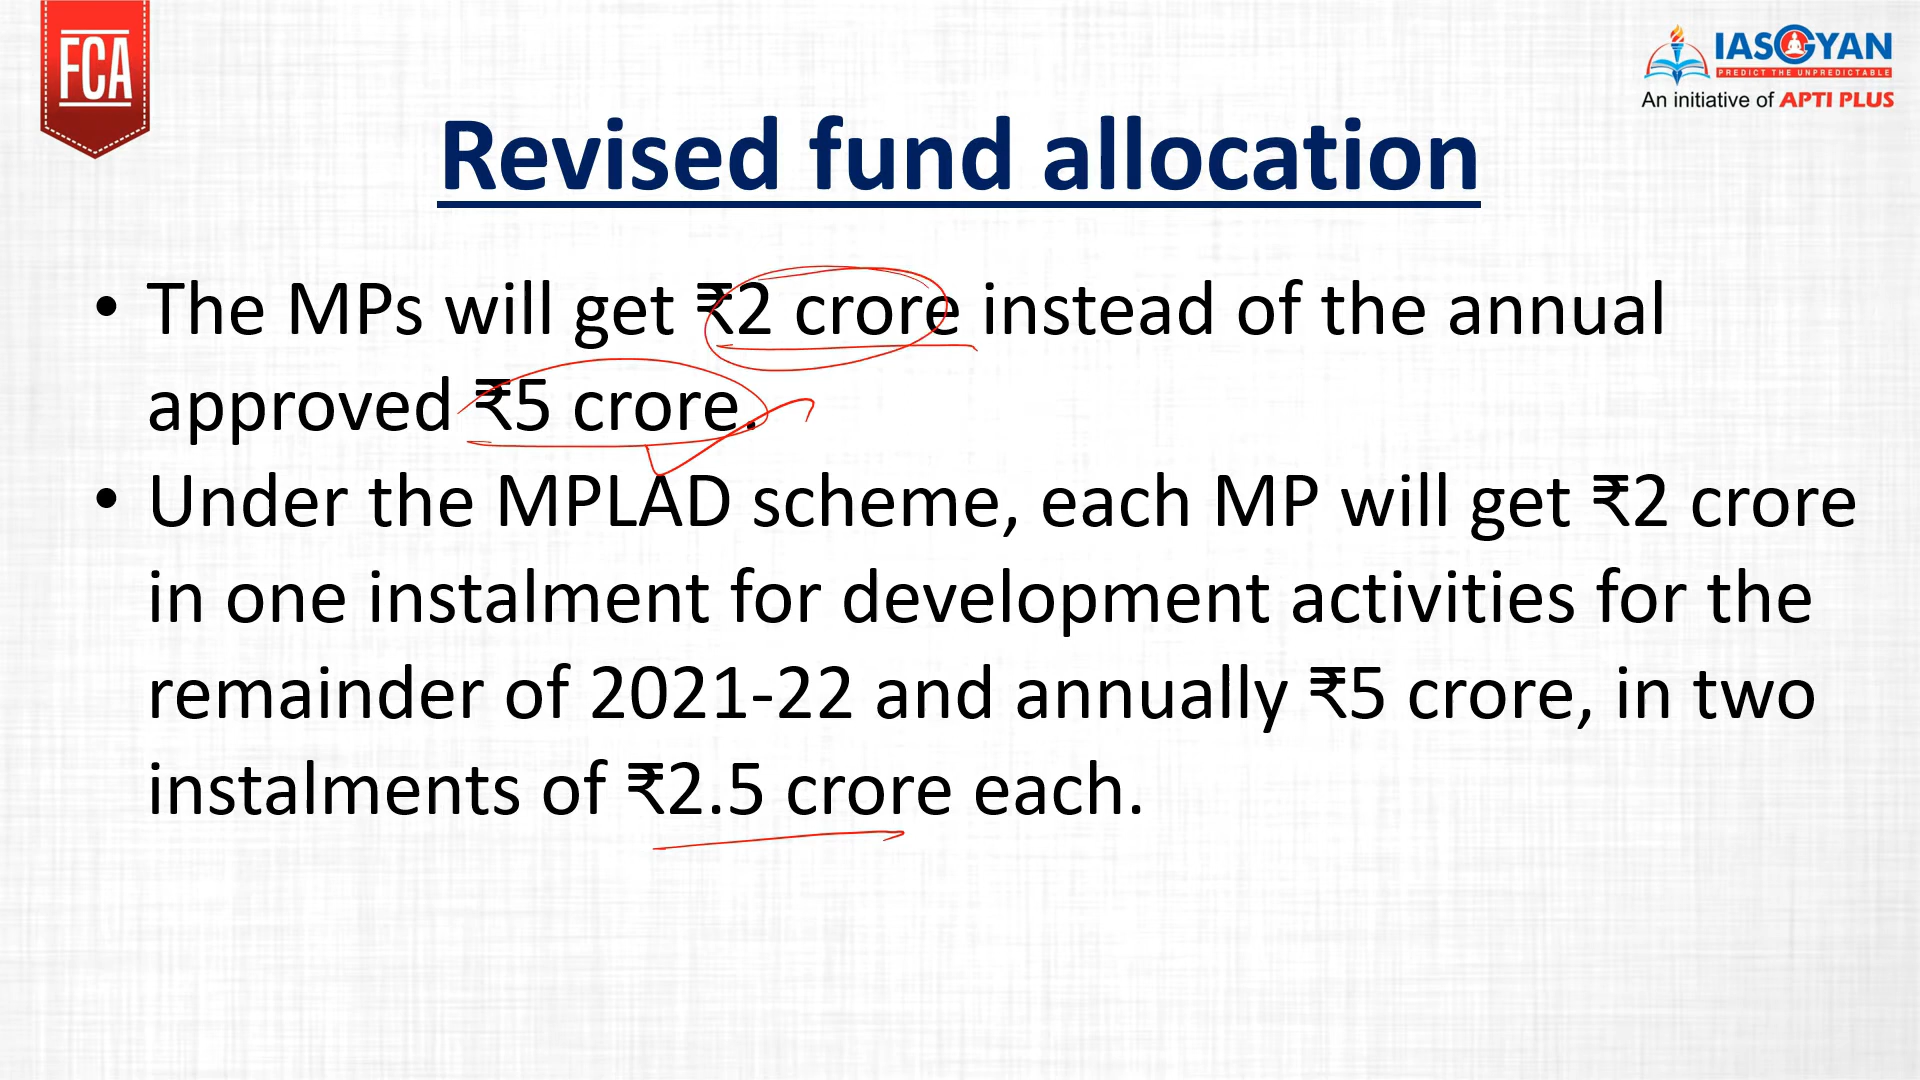 FCA
IASGYAN
PREDICT THE UNPREDICTABLE
An initiative of APTI PLUS
Revised fund allocation
• The MPs will get ₹2 crore instead of the annual
approved ₹5 crore.
• Under the MPLAD scheme, each MP will get ₹2 crore
in one instalment for development activities for the
remainder of 2021-22 and annually ₹5 crore, in two
instalments of ₹2.5 crore each.